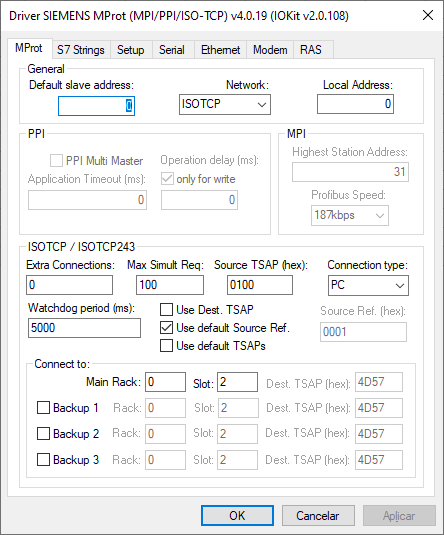 Driver SIEMENS MProt (MPI/PPI/ISO-TCP) v4.0.19 (IOKit v2.0.108)
MProt S7 Strings Setup Serial Ethernet Modem RAS
General
Default slave address: Network: Local Address:
0 ISOTCP 0
PPI
PPI Multi Master Operation delay (ms):
Application Timeout (ms): only for write
0 0
MPI
Highest Station Address:
31
Profibus Speed:
187kbps
ISOTCP / ISOTCP243
Extra Connections: Max Simult Req: Source TSAP (hex): Connection type:
0 100 0100 PC
Watchdog period (ms): Use Dest. TSAP Source Ref. (hex):
5000 Use default Source Ref. 0001
Use default TSAPs
Connect to:
Main Rack: 0 Slot: 2 Dest. TSAP (hex): 4D57
Backup 1 Rack: 0 Slot: 2 Dest. TSAP (hex): 4D57
Backup 2 Rack: 0 Slot: 2 Dest. TSAP (hex): 4D57
Backup 3 Rack: 0 Slot: 2 Dest. TSAP (hex): 4D57
OK Cancelar Aplicar